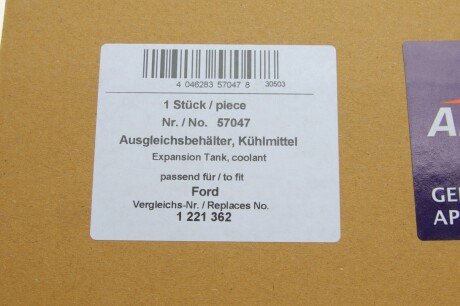 4 046283 57047 8 30503
1 Stück / piece
Nr. / No. 57047
Ausgleichsbehälter, Kühlmittel
Expansion Tank, coolant
passend für / to fit
Ford
Vergleichs-Nr. / Replaces No.
1 221 362